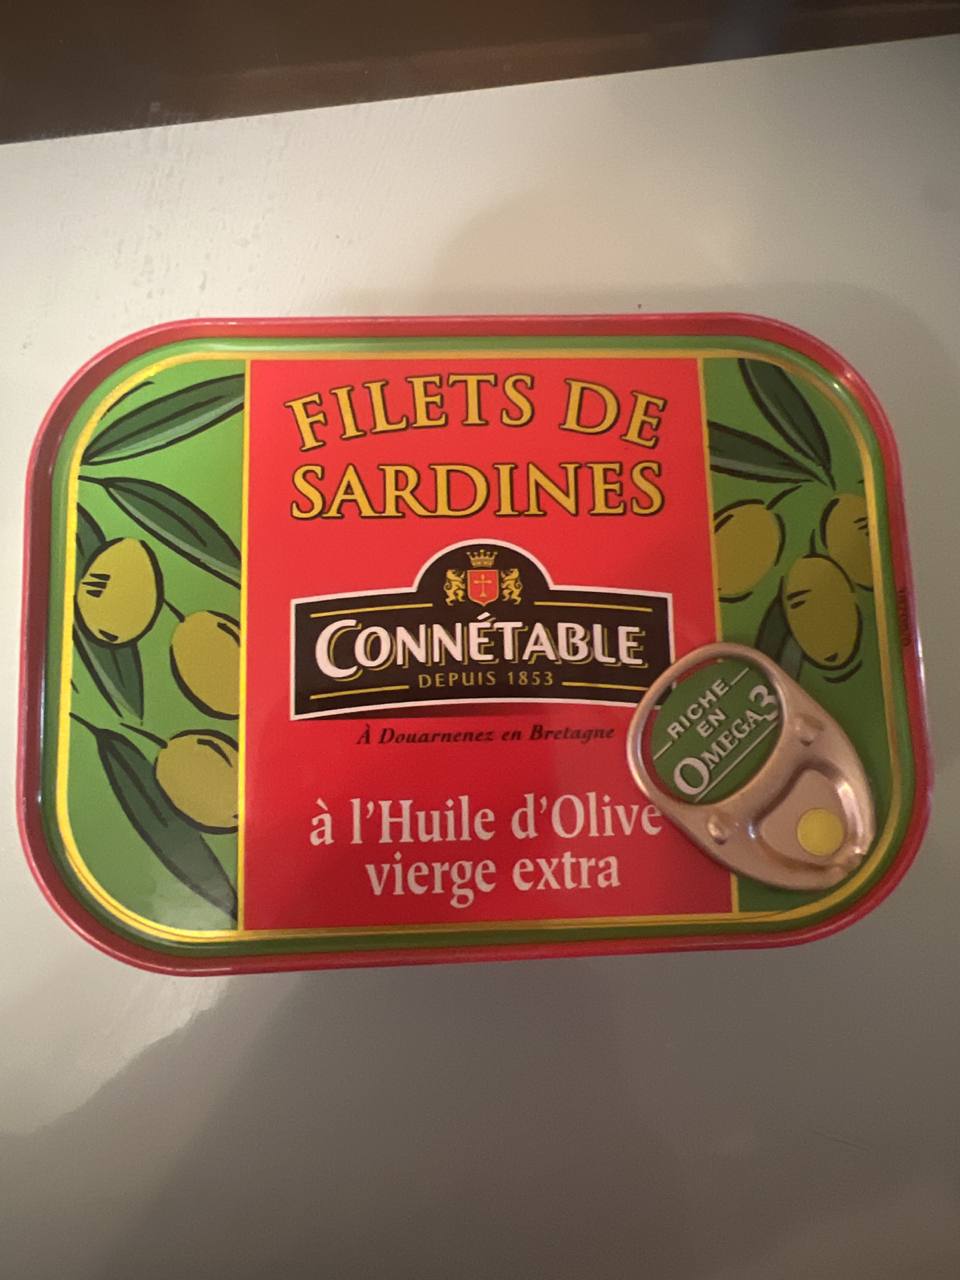 FILETS DE
SARDINES
CONNÉTABLE
DEPUIS 1853
À Douarnenez en Bretagne
RICHE
EN
OMEGA3
à l'Huile d'Olive
vierge extra